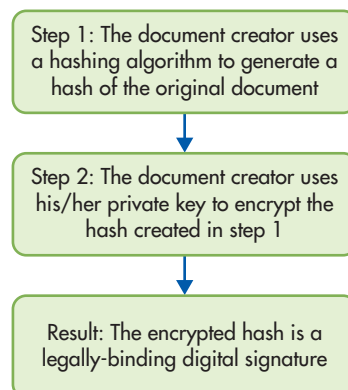 Step 1: The document creator uses
a hashing algorithm to generate a
hash of the original document
Step 2: The document creator uses
his/her private key to encrypt the
hash created in step 1
Result: The encrypted hash is a
legally-binding digital signature